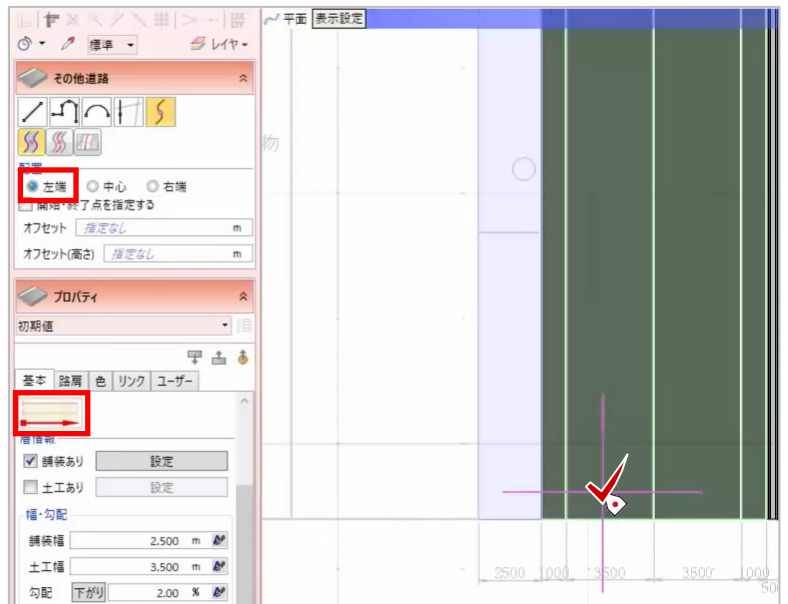 平面 表示設定
標準 レイヤ
その他道路
物
配置
左端 中心 右端
開始・終了点を指定する
オフセット 指定なし m
オフセット(高さ) 指定なし m
プロパティ
初期値
基本 路肩 色 リンク ユーザー
層情報
舗装あり 設定
土工あり 設定
幅・勾配
舗装幅 2.500 m
土工幅 3.500 m
勾配 下がり 2.00 %
2500 1000 3500 3500 1000
50